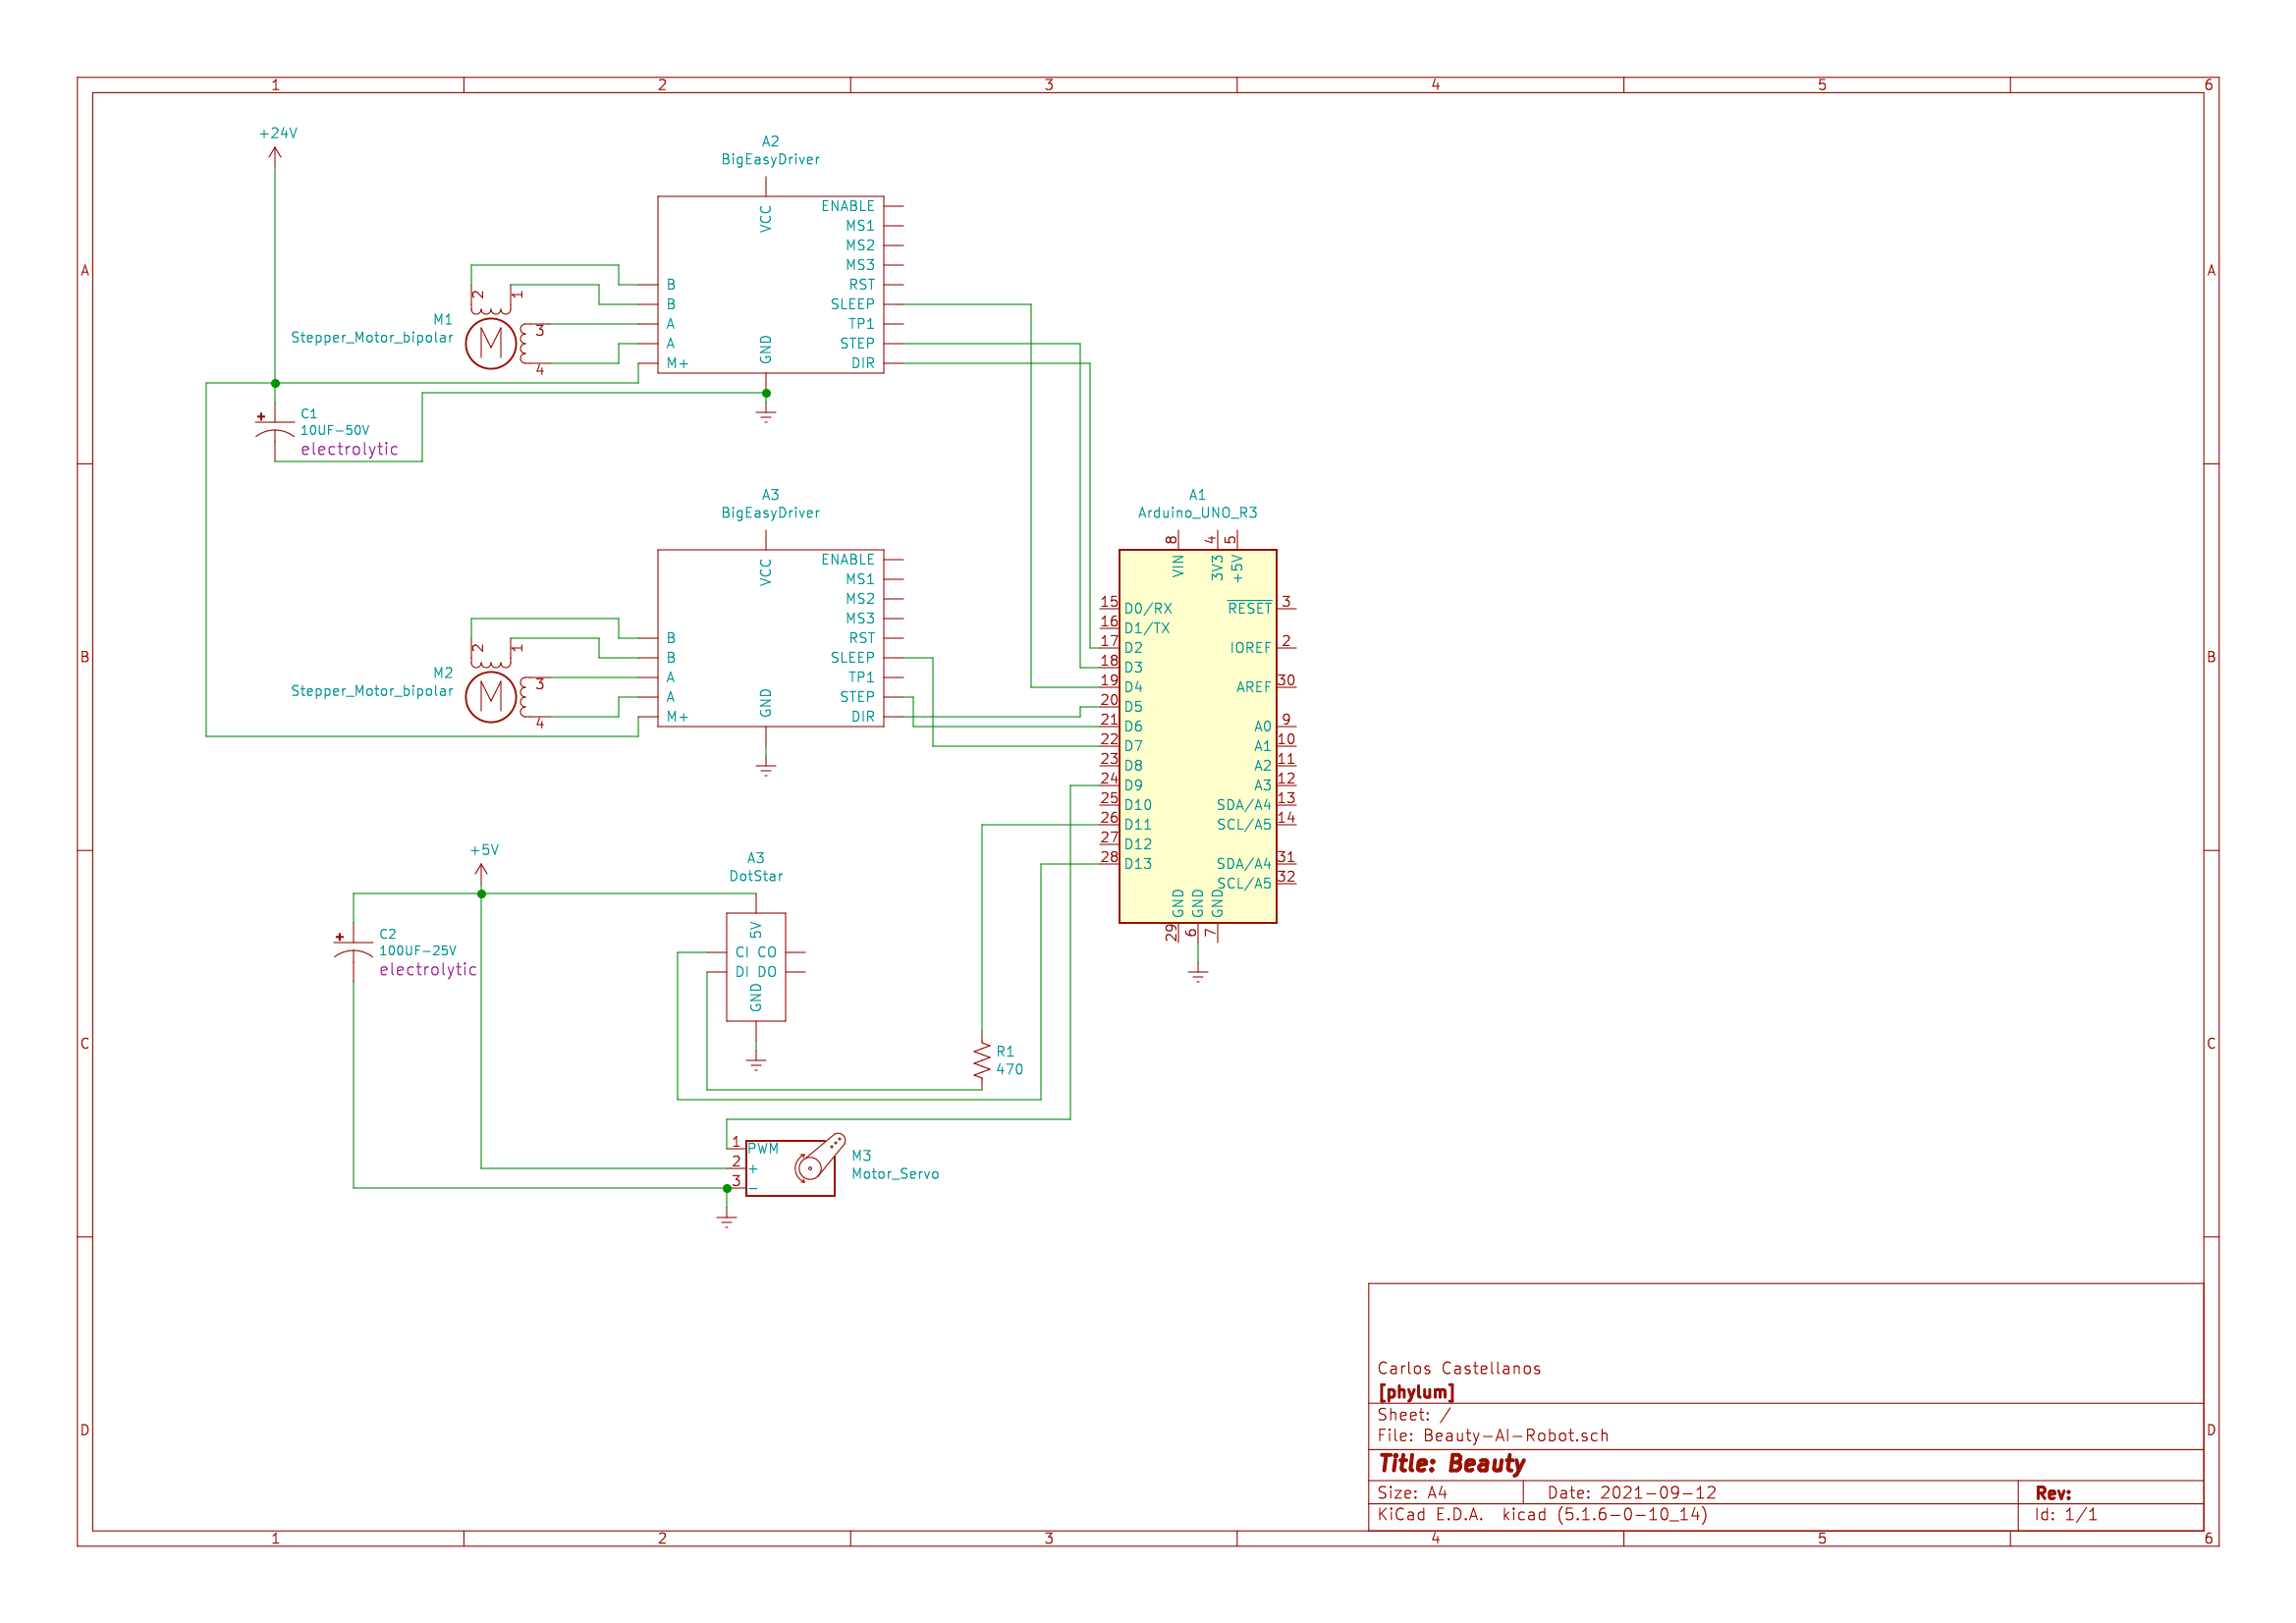 1 2 3 4 5 6
+24V
A2
BigEasyDriver
VCC
ENABLE
MS1
MS2
MS3
B RST
B SLEEP
A TP1
A STEP
M+ DIR
GND
A A
2 1
3
4
M1
Stepper_Motor_bipolar
M
+
C1
10UF-50V
electrolytic
A3
BigEasyDriver
VCC
ENABLE
MS1
MS2
MS3
B RST
B SLEEP
A TP1
A STEP
M+ DIR
GND
B B
2 1
3
4
M2
Stepper_Motor_bipolar
M
A1
Arduino_UNO_R3
8 4 5
VIN 3V3 +5V
15 D0/RX RESET 3
16 D1/TX
17 D2 IOREF 2
18 D3
19 D4 AREF 30
20 D5
21 D6 A0 9
22 D7 A1 10
23 D8 A2 11
24 D9 A3 12
25 D10 SDA/A4 13
26 D11 SCL/A5 14
27 D12
28 D13 SDA/A4 31
SCL/A5 32
GND GND GND
29 6 7
+5V
+
C2
100UF-25V
electrolytic
A3
DotStar
5V
CI CO
DI DO
GND
C C
R1
470
1 PWM
2 +
3 -
M3
Motor_Servo
D D
Carlos Castellanos
[phylum]
Sheet: /
File: Beauty-AI-Robot.sch
Title: Beauty
Size: A4 Date: 2021-09-12 Rev:
KiCad E.D.A. kicad (5.1.6-0-10_14) Id: 1/1
1 2 3 4 5 6